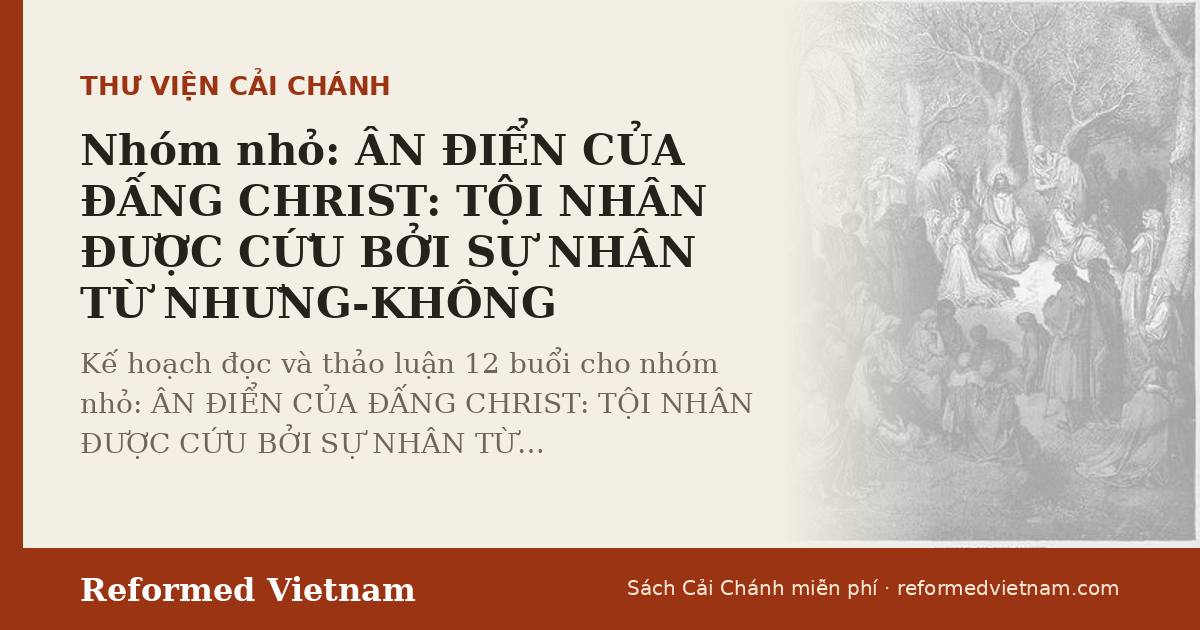 THƯ VIỆN CẢI CHÁNH
Nhóm nhỏ: ÂN ĐIỂN CỦA
ĐẤNG CHRIST: TỘI NHÂN
ĐƯỢC CỨU BỞI SỰ NHÂN
TỪ NHƯNG-KHÔNG
Kế hoạch đọc và thảo luận 12 buổi cho nhóm
nhỏ: ÂN ĐIỂN CỦA ĐẤNG CHRIST: TỘI NHÂN
ĐƯỢC CỨU BỞI SỰ NHÂN TỪ...
Reformed Vietnam
Sách Cải Chánh miễn phí · reformedvietnam.com